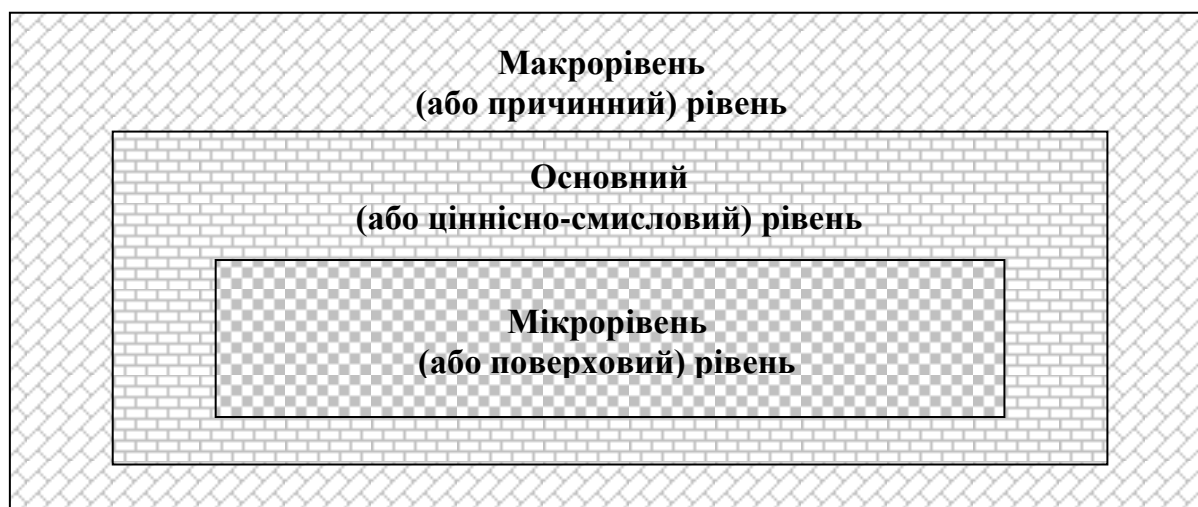 Макрорівень
(або причинний) рівень
Основний
(або ціннісно-смисловий) рівень
Мікрорівень
(або поверховий) рівень